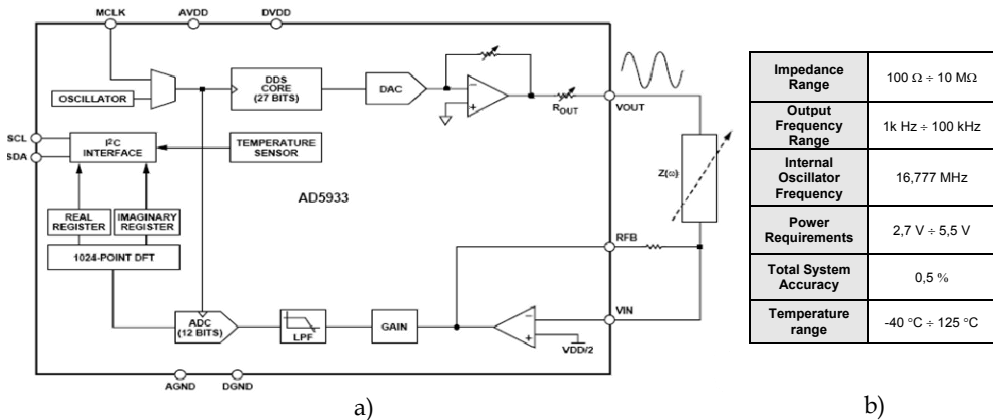 MCLK AVDD DVDD
OSCILLATOR
DDS
CORE
(27 BITS)
DAC
ROUT
VOUT
SCL
SDA
I²C
INTERFACE
TEMPERATURE
SENSOR
Z(ω)
AD5933
REAL
REGISTER
IMAGINARY
REGISTER
RFB
1024-POINT DFT
ADC
(12 BITS)
LPF
GAIN
VIN
VDD/2
AGND DGND
a)
Impedance
Range
100 Ω ÷ 10 MΩ
Output
Frequency
Range
1k Hz ÷ 100 kHz
Internal
Oscillator
Frequency
16,777 MHz
Power
Requirements
2,7 V ÷ 5,5 V
Total System
Accuracy
0,5 %
Temperature
range
-40 °C ÷ 125 °C
b)